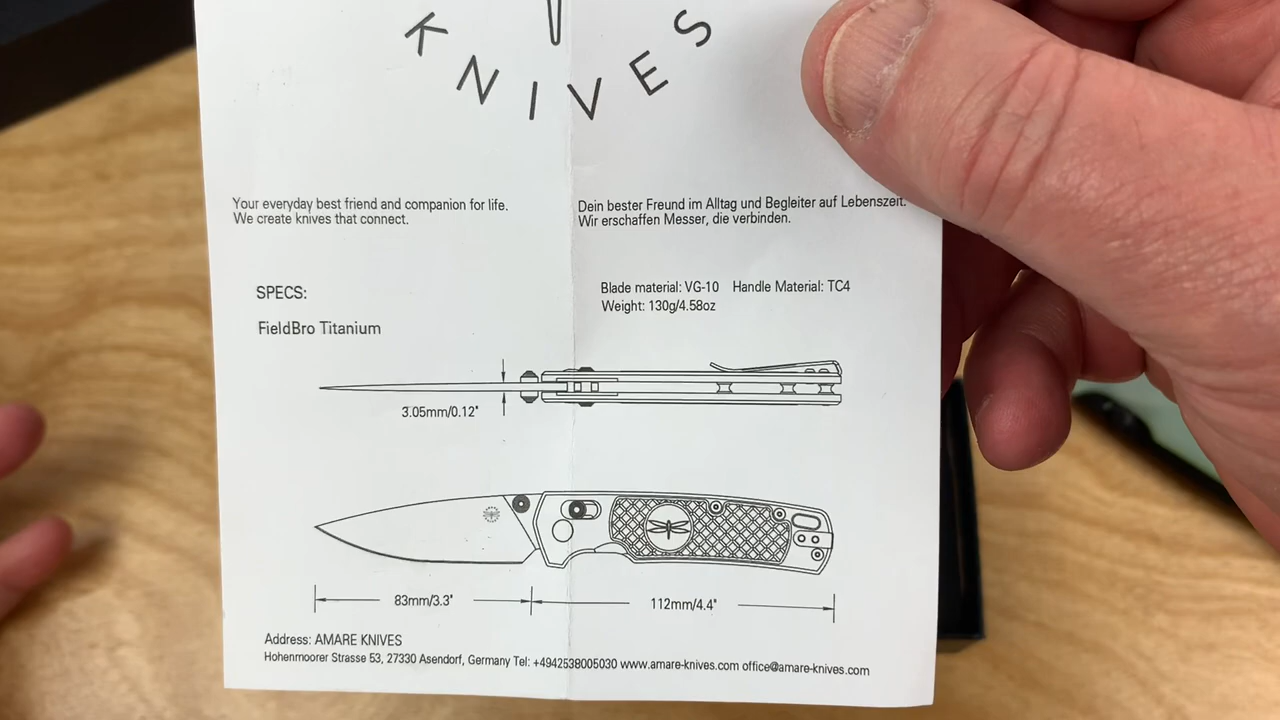 KNIVES
Your everyday best friend and companion for life.
We create knives that connect.
Dein bester Freund im Alltag und Begleiter auf Lebenszeit.
Wir erschaffen Messer, die verbinden.
SPECS:
FieldBro Titanium
Blade material: VG-10 Handle Material: TC4
Weight: 130g/4.58oz
3.05mm/0.12"
83mm/3.3"
112mm/4.4"
Address: AMARE KNIVES
Hohenmoorer Strasse 53, 27330 Asendorf, Germany Tel: +4942538005030 www.amare-knives.com office@amare-knives.com